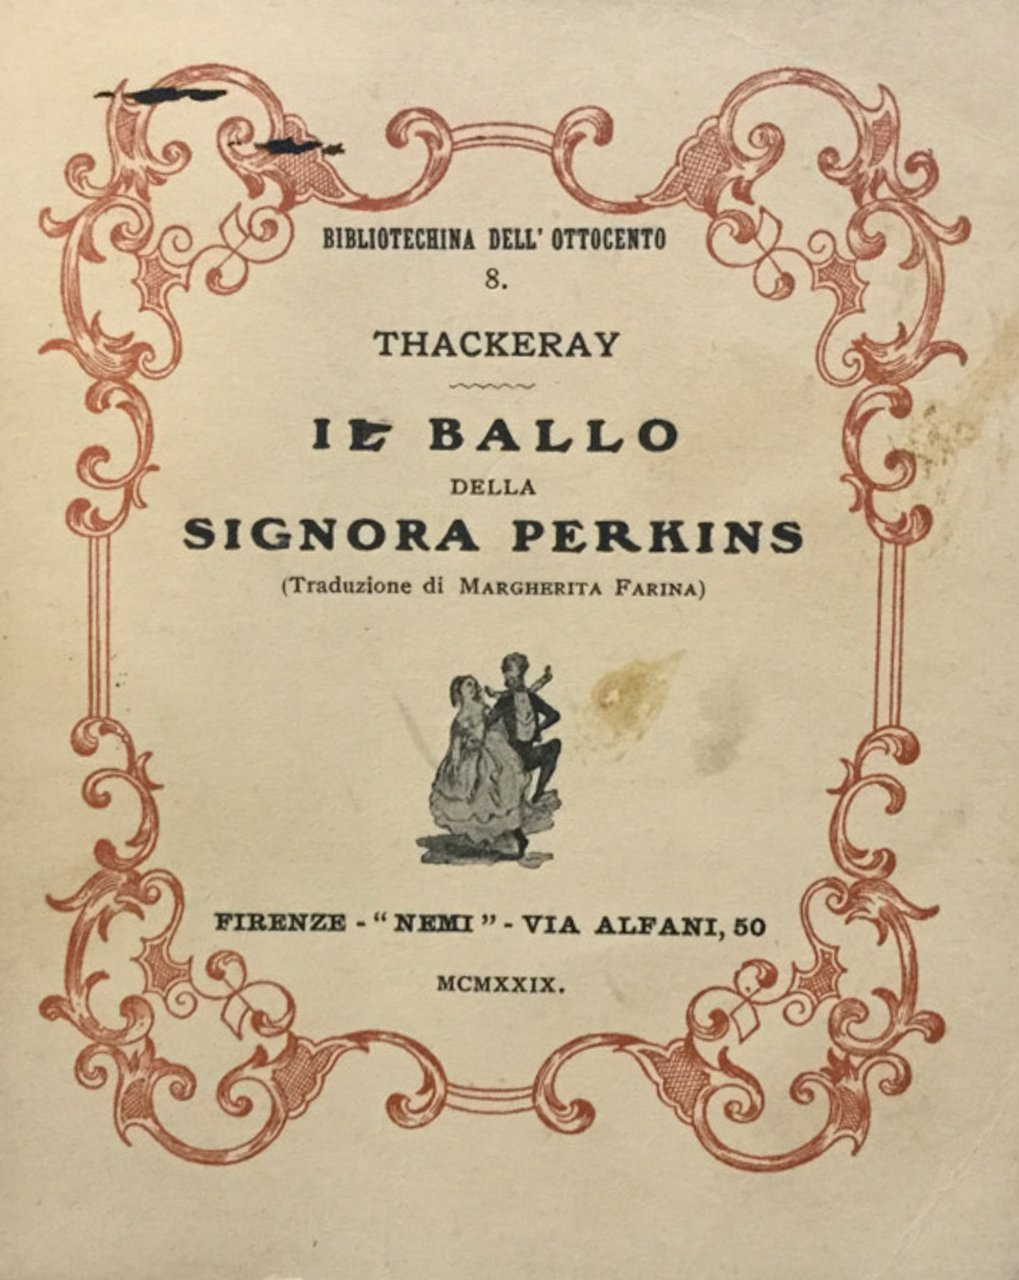 BIBLIOTECHINA DELL' OTTOCENTO
8.
THACKERAY
IL BALLO
DELLA
SIGNORA PERKINS
(Traduzione di MARGHERITA FARINA)
FIRENZE - “ NEMI ” - VIA ALFANI, 50
MCMXXIX.